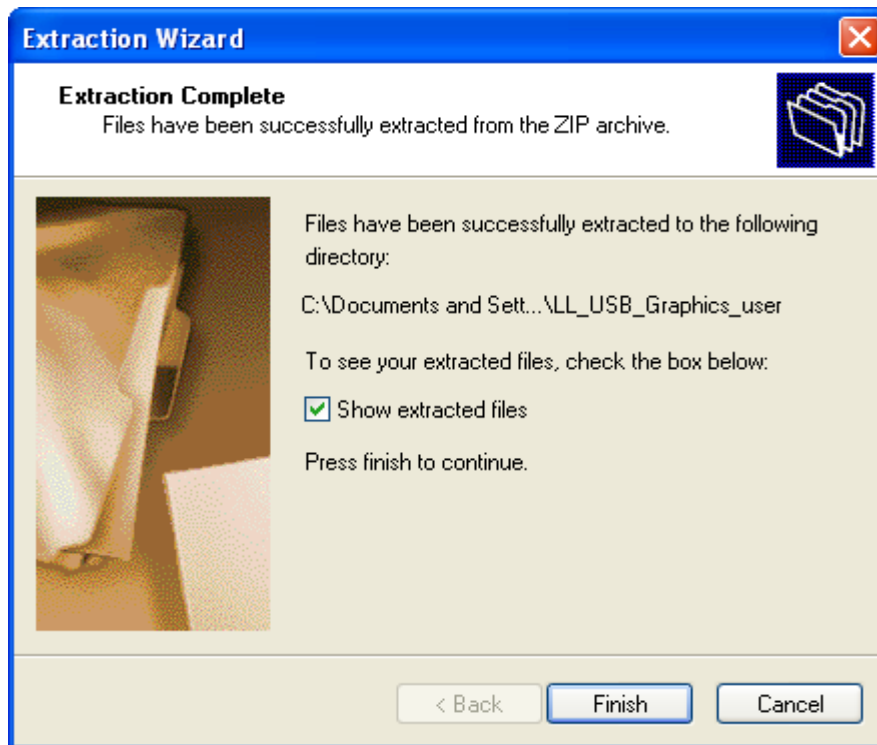 Extraction Wizard
Extraction Complete
Files have been successfully extracted from the ZIP archive.
Files have been successfully extracted to the following
directory:
C:\Documents and Sett...\LL_USB_Graphics_user
To see your extracted files, check the box below:
Show extracted files
Press finish to continue.
< Back Finish Cancel